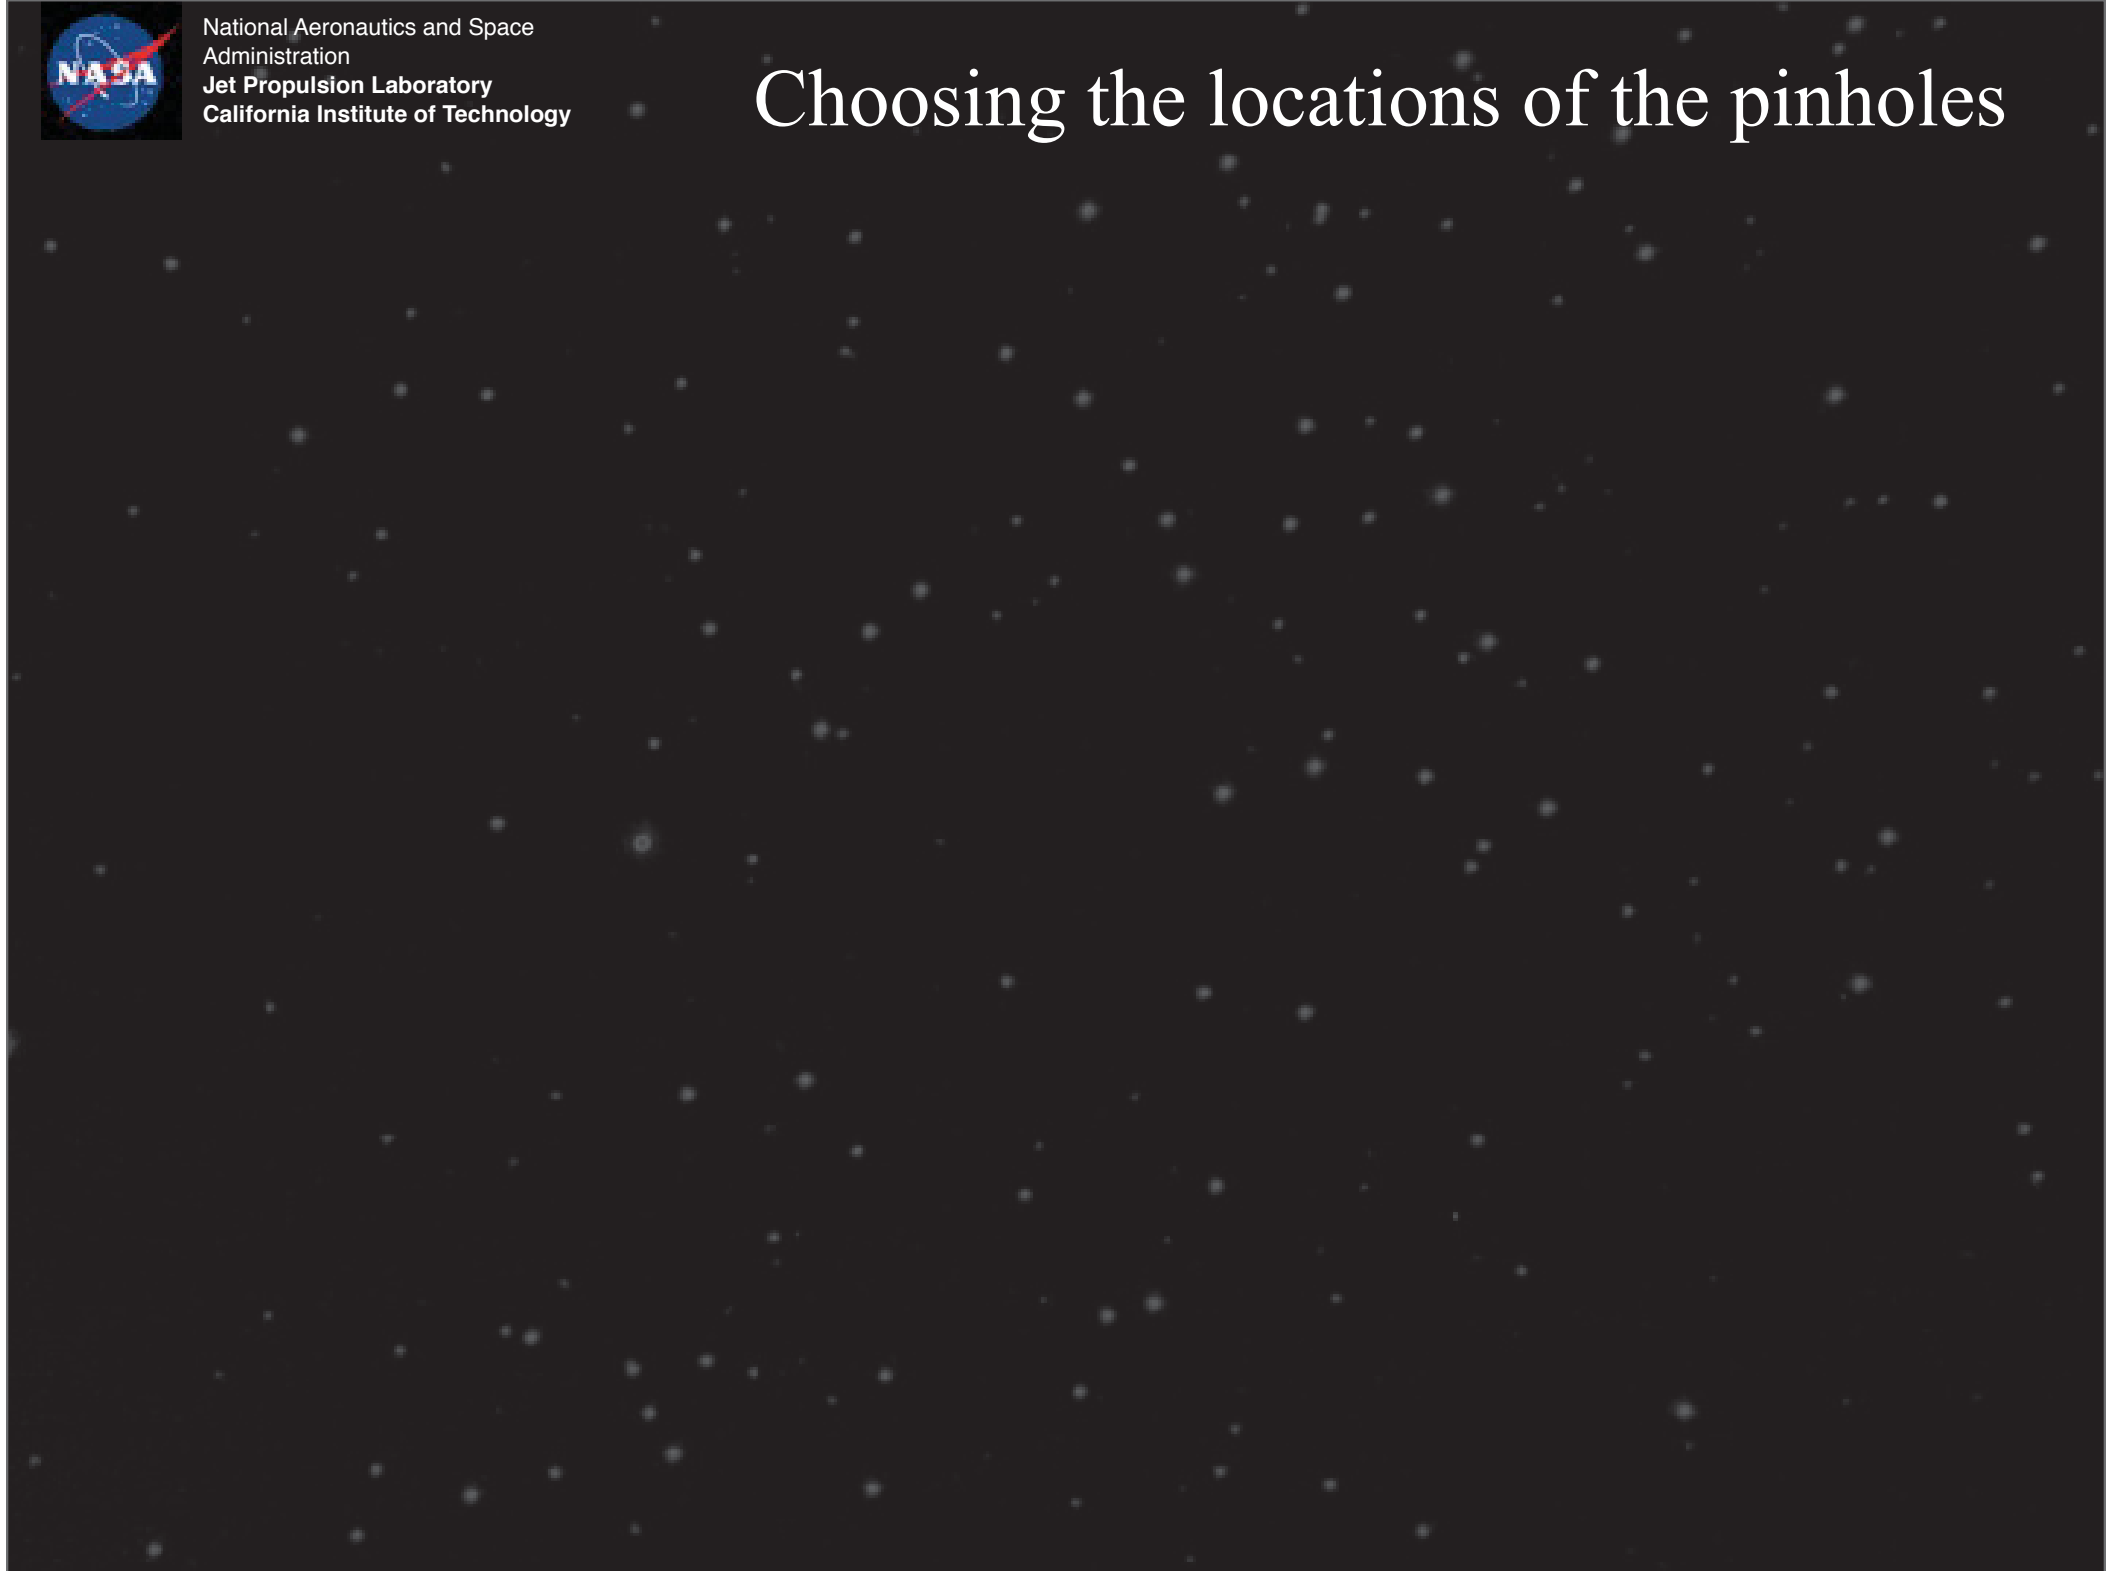 NASA
National Aeronautics and Space
Administration
Jet Propulsion Laboratory
California Institute of Technology
Choosing the locations of the pinholes